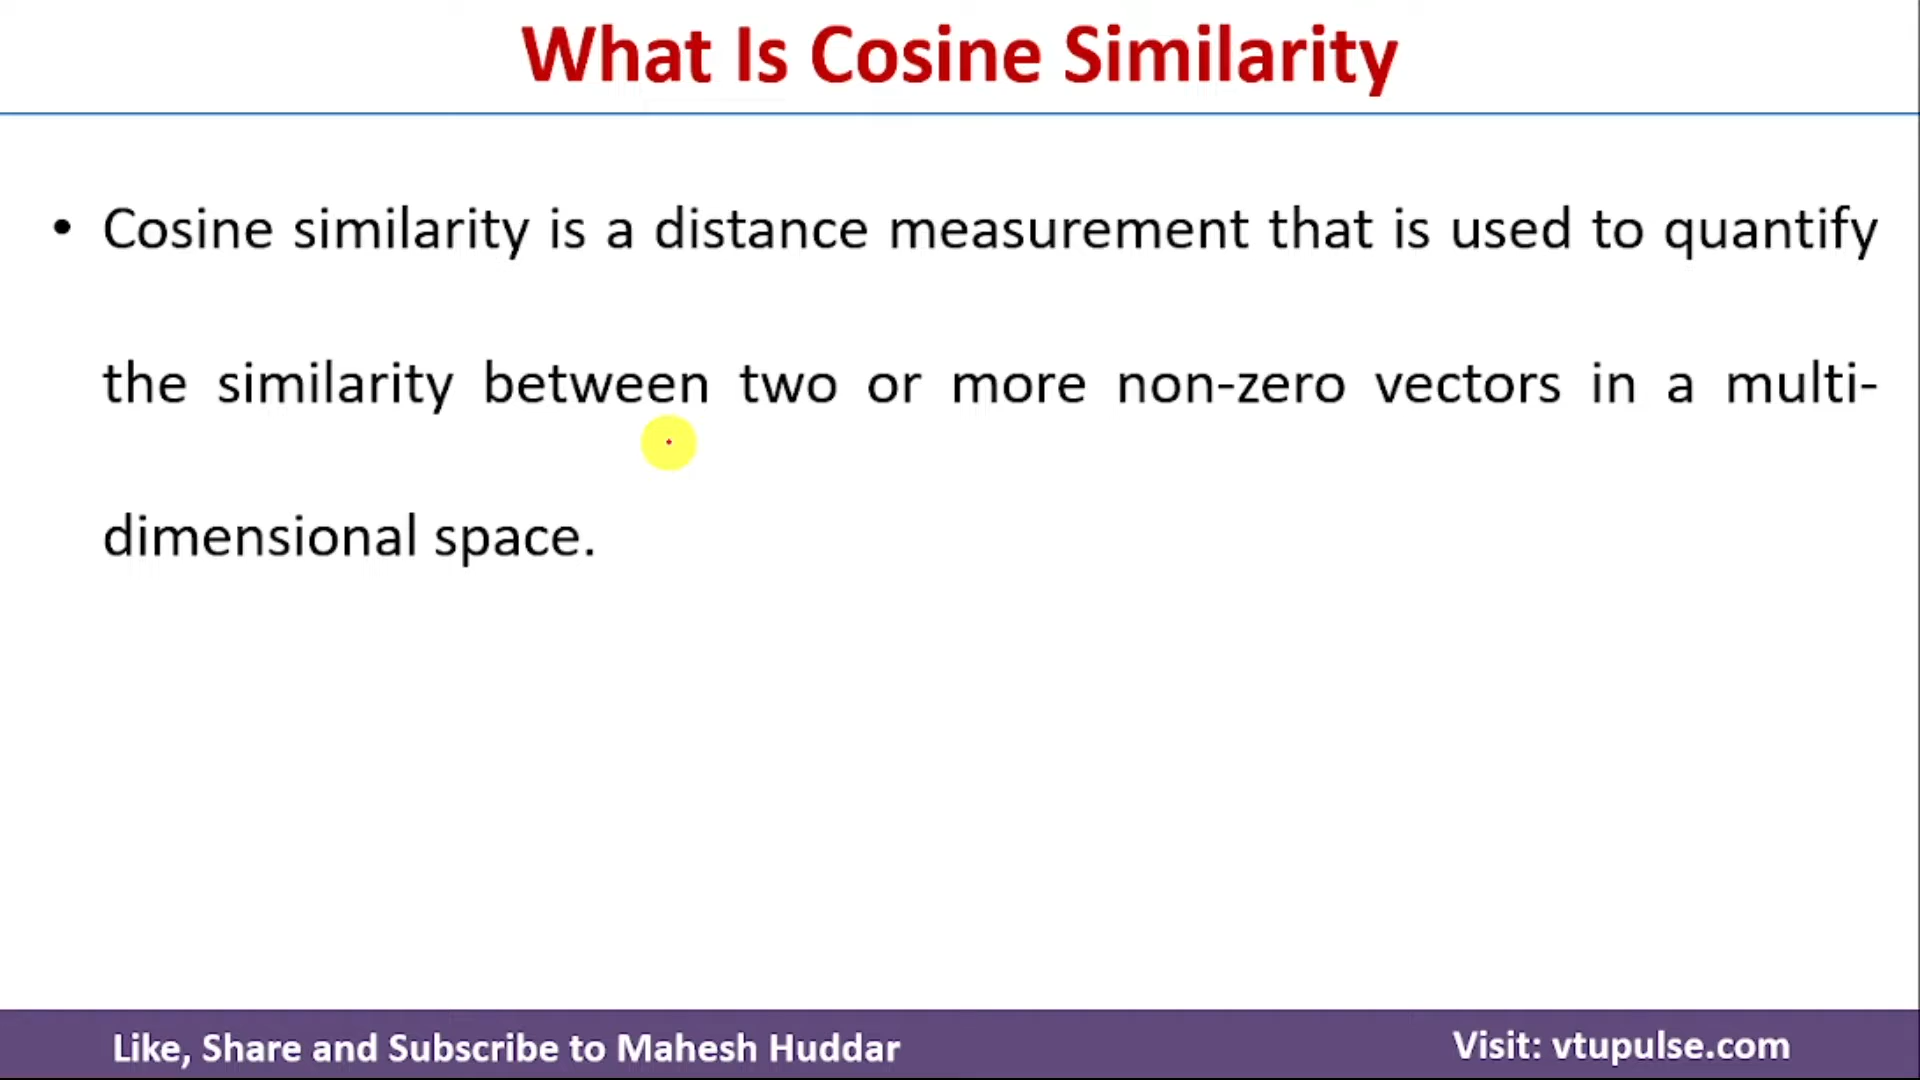 What Is Cosine Similarity
• Cosine similarity is a distance measurement that is used to quantify
the similarity between two or more non-zero vectors in a multi-
dimensional space.
Like, Share and Subscribe to Mahesh Huddar
Visit: vtupulse.com